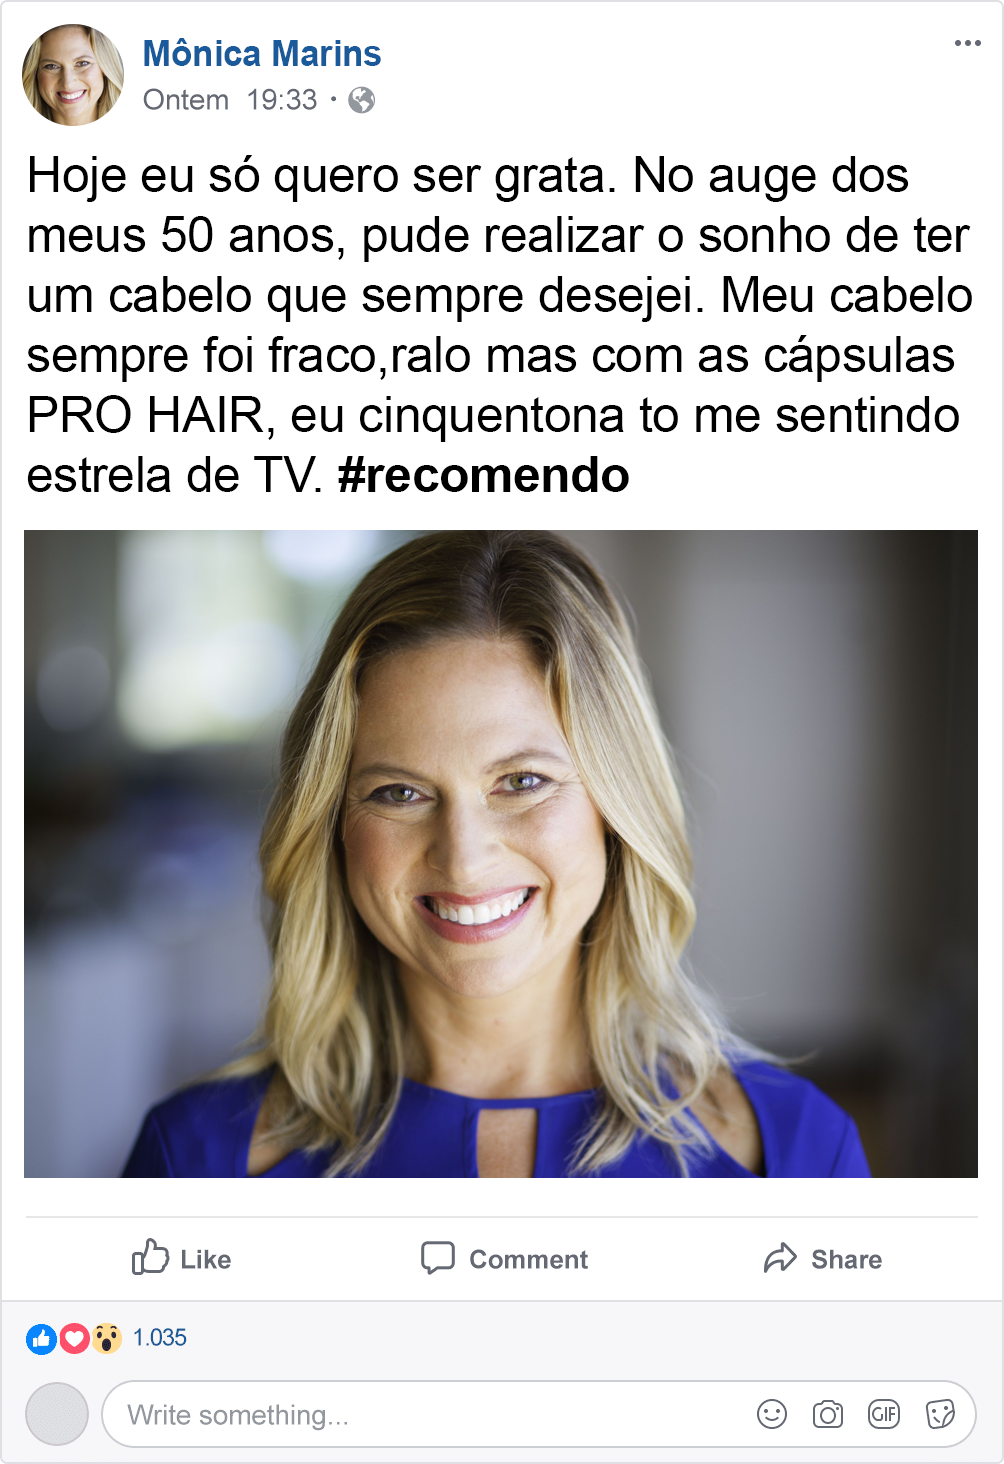 Mônica Marins
Ontem 19:33 ·
Hoje eu só quero ser grata. No auge dos
meus 50 anos, pude realizar o sonho de ter
um cabelo que sempre desejei. Meu cabelo
sempre foi fraco,ralo mas com as cápsulas
PRO HAIR, eu cinquentona to me sentindo
estrela de TV. #recomendo
Like Comment Share
1.035
Write something... GIF